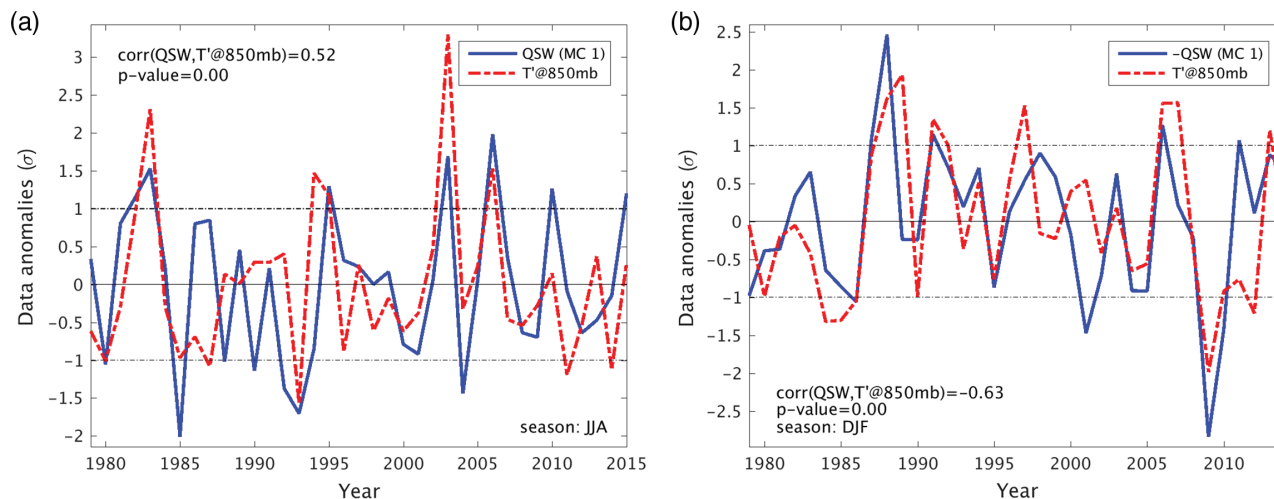 (a)
corr(QSW,T'@850mb)=0.52
p-value=0.00
QSW (MC 1)
T'@850mb
3
2.5
2
1.5
1
0.5
0
-0.5
-1
-1.5
-2
Data anomalies (σ)
season: JJA
1980 1985 1990 1995 2000 2005 2010 2015
Year
(b)
-QSW (MC 1)
T'@850mb
2.5
2
1.5
1
0.5
0
-0.5
-1
-1.5
-2
-2.5
Data anomalies (σ)
corr(QSW,T'@850mb)=-0.63
p-value=0.00
season: DJF
1980 1985 1990 1995 2000 2005 2010
Year